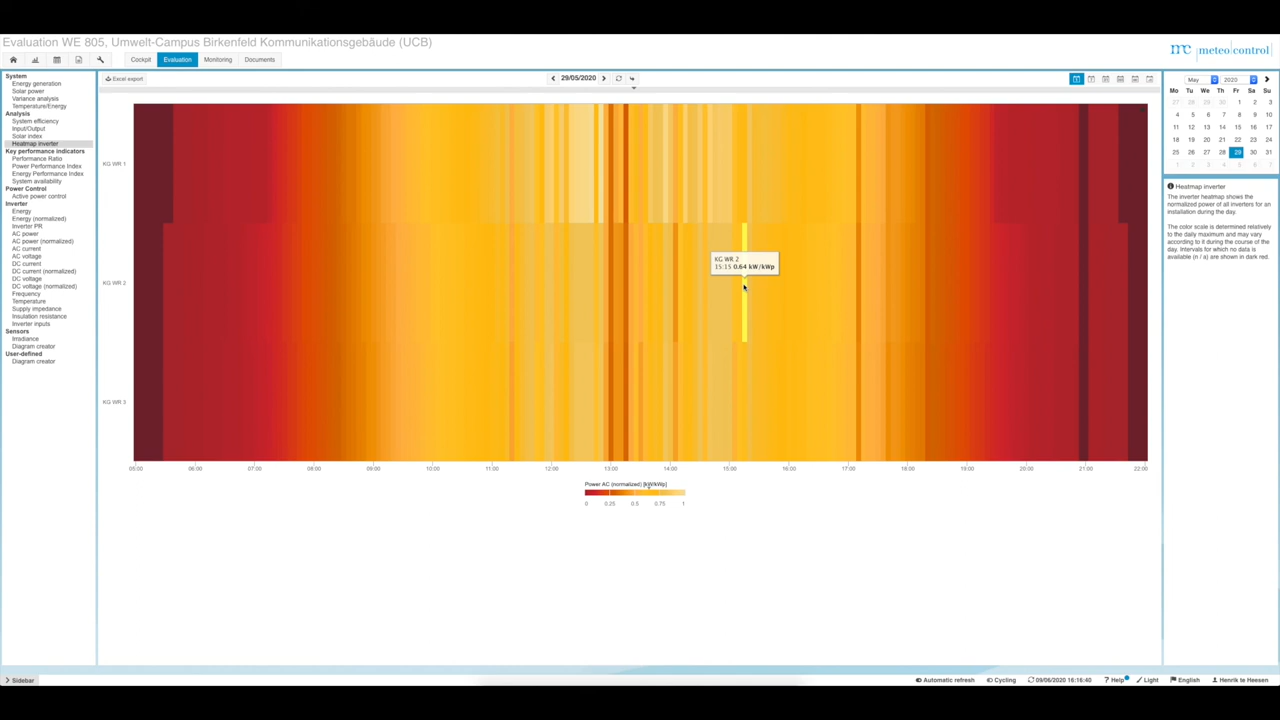 Evaluation WE 805, Umwelt-Campus Birkenfeld Kommunikationsgebäude (UCB)
mc meteo control
Cockpit Evaluation Monitoring Documents
System
Energy generation
Solar power
Variance analysis
Temperature/Energy
Analysis
System efficiency
Input/Output
Solar index
Heatmap inverter
Key performance indicators
Performance Ratio
Power Performance Index
Energy Performance Index
System availability
Power Control
Active power control
Inverter
Energy
Energy (normalized)
Inverter PR
AC power
AC power (normalized)
AC current
AC voltage
DC current
DC current (normalized)
DC voltage
DC voltage (normalized)
Frequency
Temperature
Supply impedance
Insulation resistance
Inverter inputs
Sensors
Irradiance
Diagram creator
User-defined
Diagram creator
Excel export
29/05/2020
KG WR 1
KG WR 2
KG WR 3
KG WR 2
15:15 0.64 kW/kWp
05:00 06:00 07:00 08:00 09:00 10:00 11:00 12:00 13:00 14:00 15:00 16:00 17:00 18:00 19:00 20:00 21:00 22:00
Power AC (normalized) [kW/kWp]
0 0.25 0.5 0.75 1
May 2020
Mo Tu We Th Fr Sa Su
27 28 29 30 1 2 3
4 5 6 7 8 9 10
11 12 13 14 15 16 17
18 19 20 21 22 23 24
25 26 27 28 29 30 31
1 2 3 4 5 6 7
Heatmap inverter
The inverter heatmap shows the
normalized power of all inverters for an
installation during the day.
The color scale is determined relatively
to the daily maximum and may vary
according to it during the course of the
day. Intervals for which no data is
available (n / a) are shown in dark red.
Sidebar
Automatic refresh Cycling 09/06/2020 16:16:40 ? Help Light English Henrik te Heesen